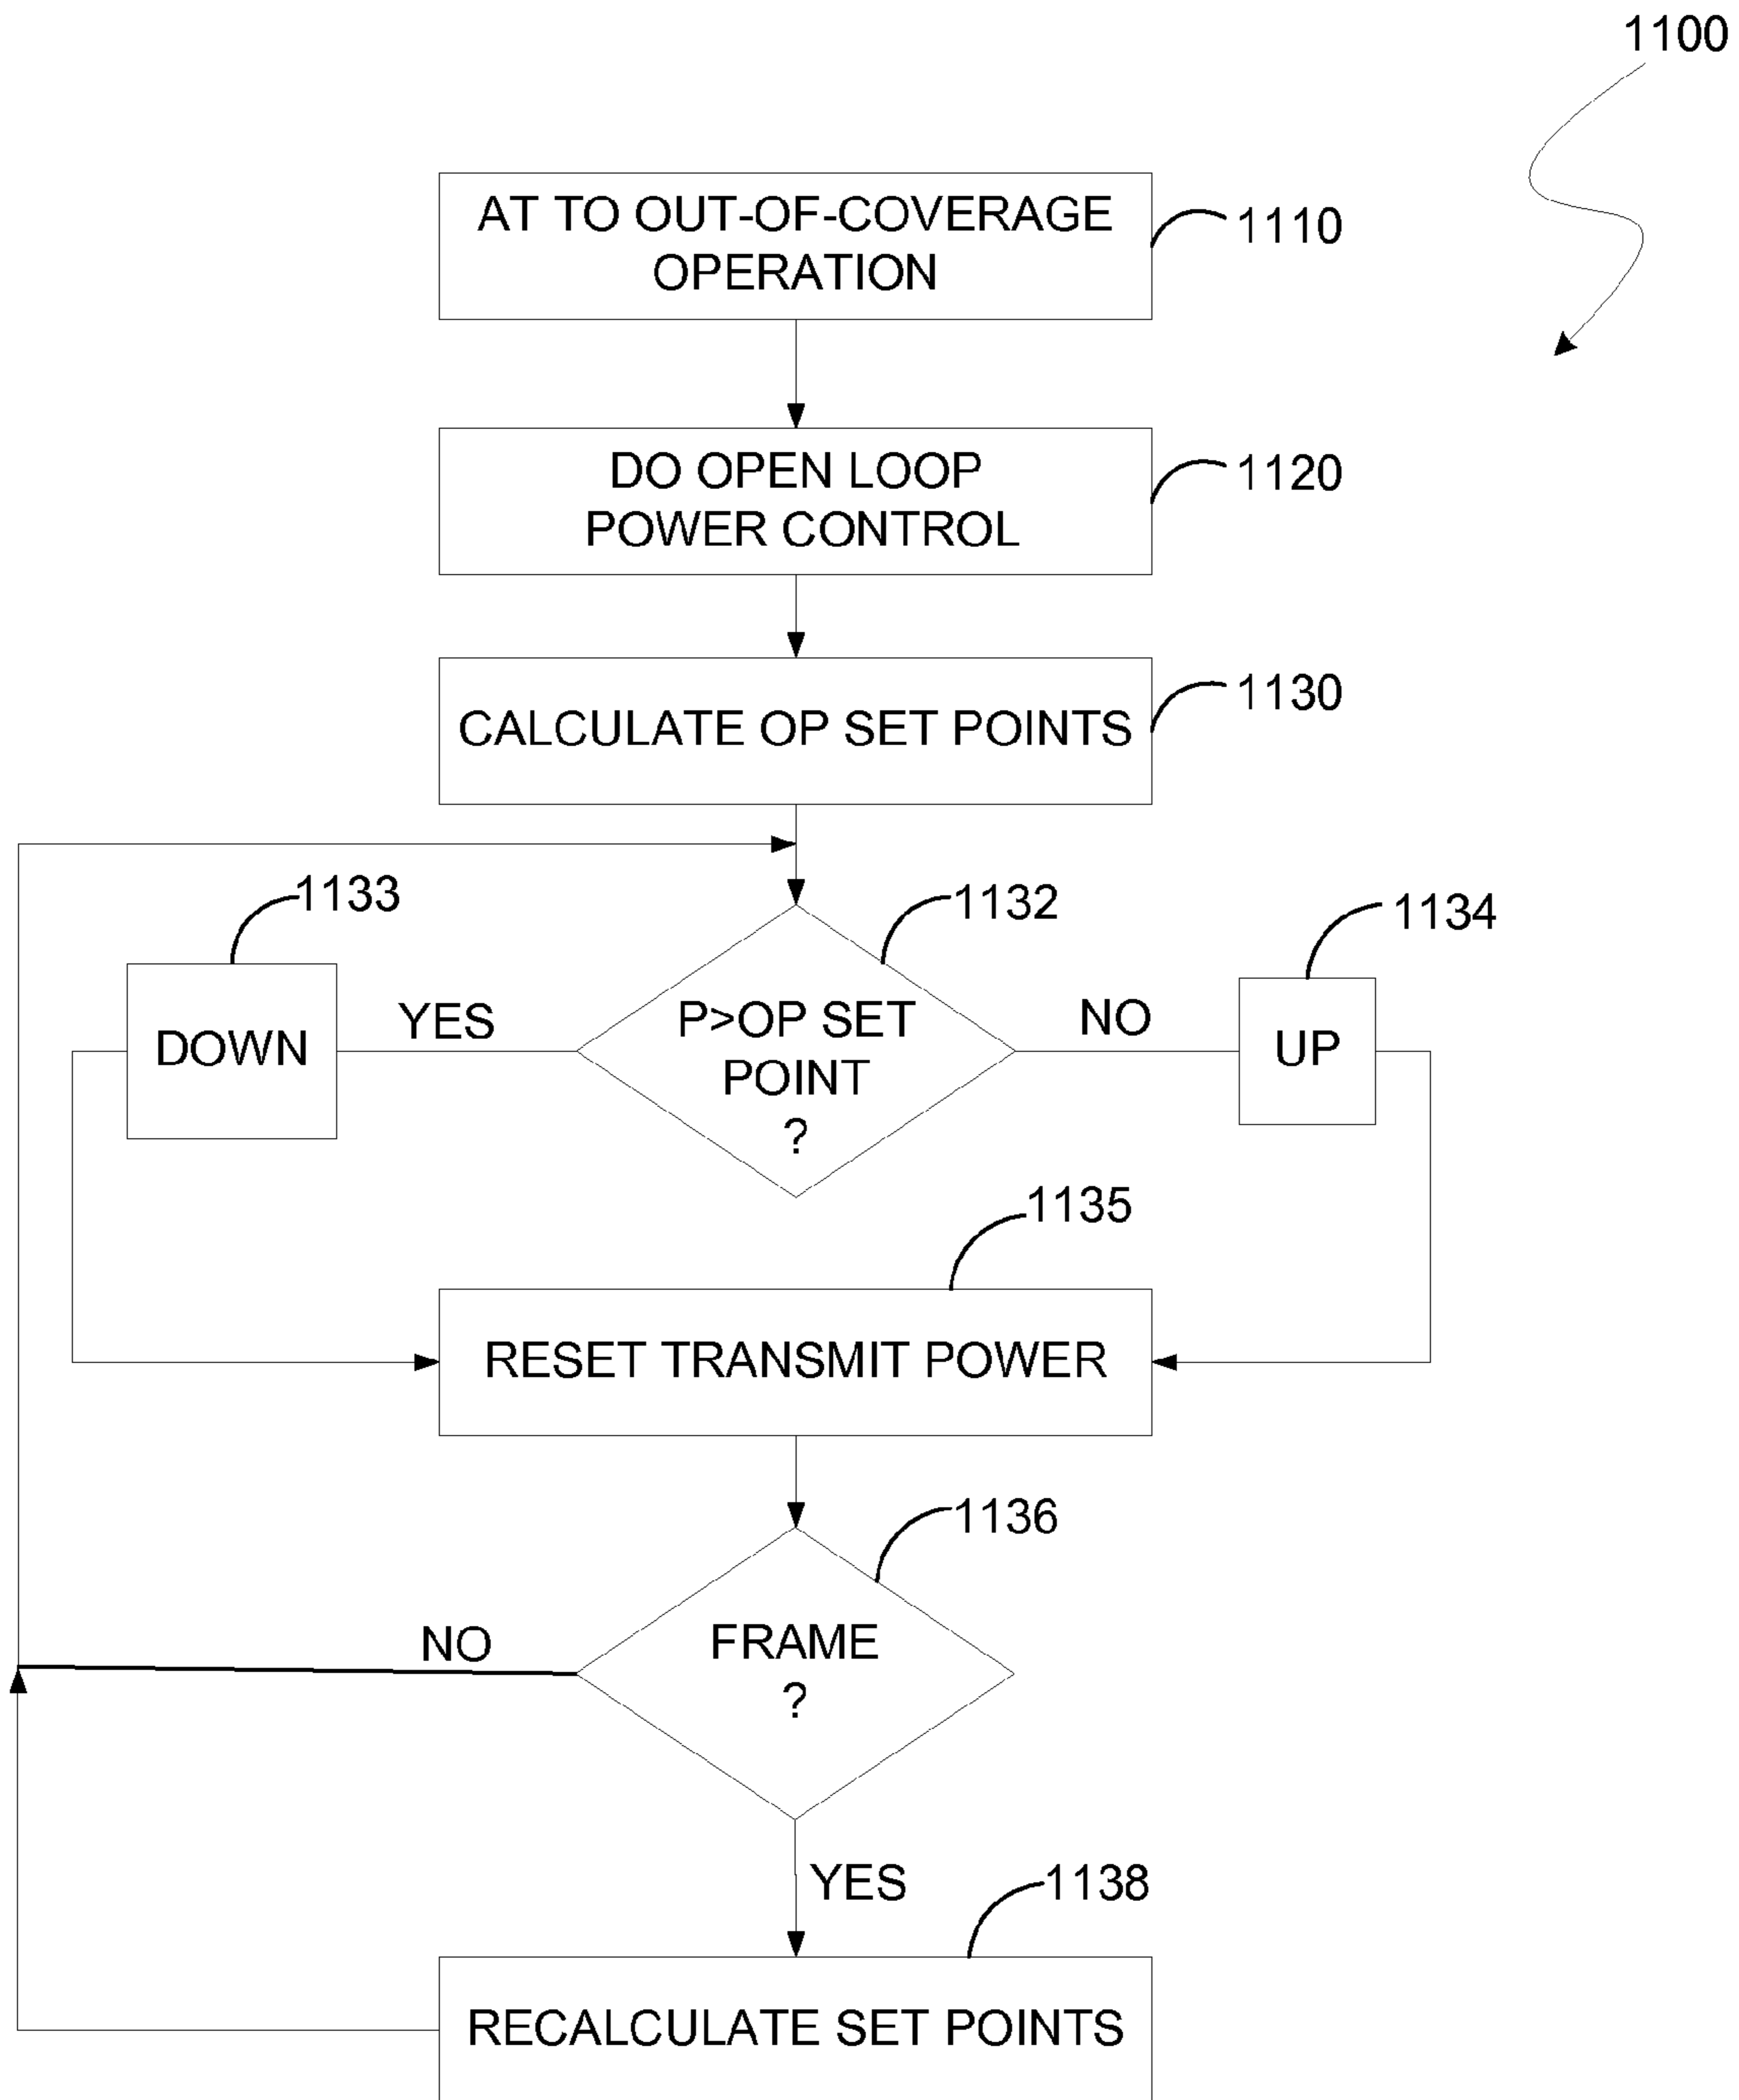 1100
AT TO OUT-OF-COVERAGE
OPERATION
1110
DO OPEN LOOP
POWER CONTROL
1120
CALCULATE OP SET POINTS
1130
1133
1132
1134
DOWN
YES
P>OP SET
POINT
?
NO
UP
1135
RESET TRANSMIT POWER
1136
NO
FRAME
?
YES
1138
RECALCULATE SET POINTS